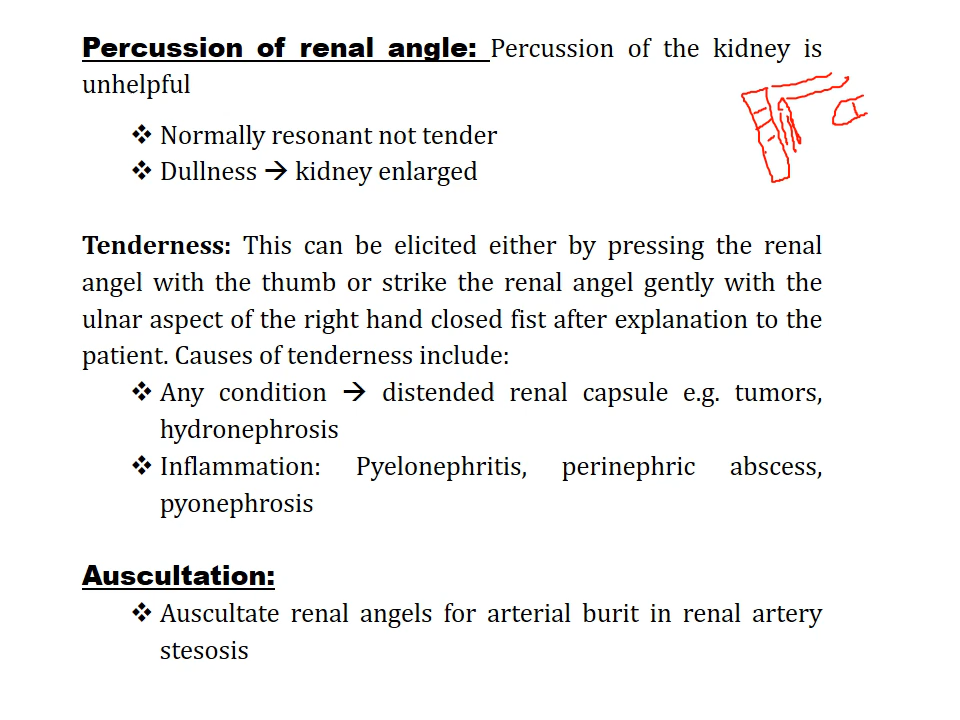 Percussion of renal angle: Percussion of the kidney is
unhelpful
❖ Normally resonant not tender
❖ Dullness → kidney enlarged
Tenderness: This can be elicited either by pressing the renal
angel with the thumb or strike the renal angel gently with the
ulnar aspect of the right hand closed fist after explanation to the
patient. Causes of tenderness include:
❖ Any condition → distended renal capsule e.g. tumors,
hydronephrosis
❖ Inflammation: Pyelonephritis, perinephric abscess,
pyonephrosis
Auscultation:
❖ Auscultate renal angels for arterial burit in renal artery
stesosis